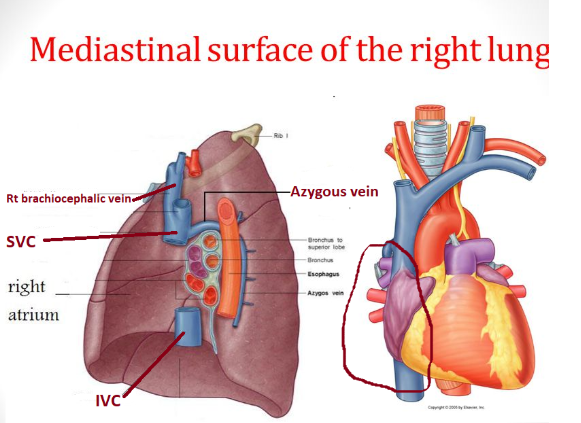 Mediastinal surface of the right lung
Rib I
Rt brachiocephalic vein
Azygous vein
SVC
Bronchus to
superior lobe
Bronchus
Esophagus
Azygos vein
right
atrium
IVC
Copyright © 2005 by Elsevier, Inc.